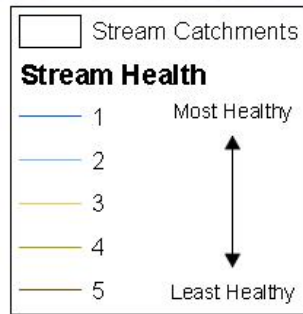 Stream Catchments
Stream Health
1 Most Healthy
2
3
4
5 Least Healthy